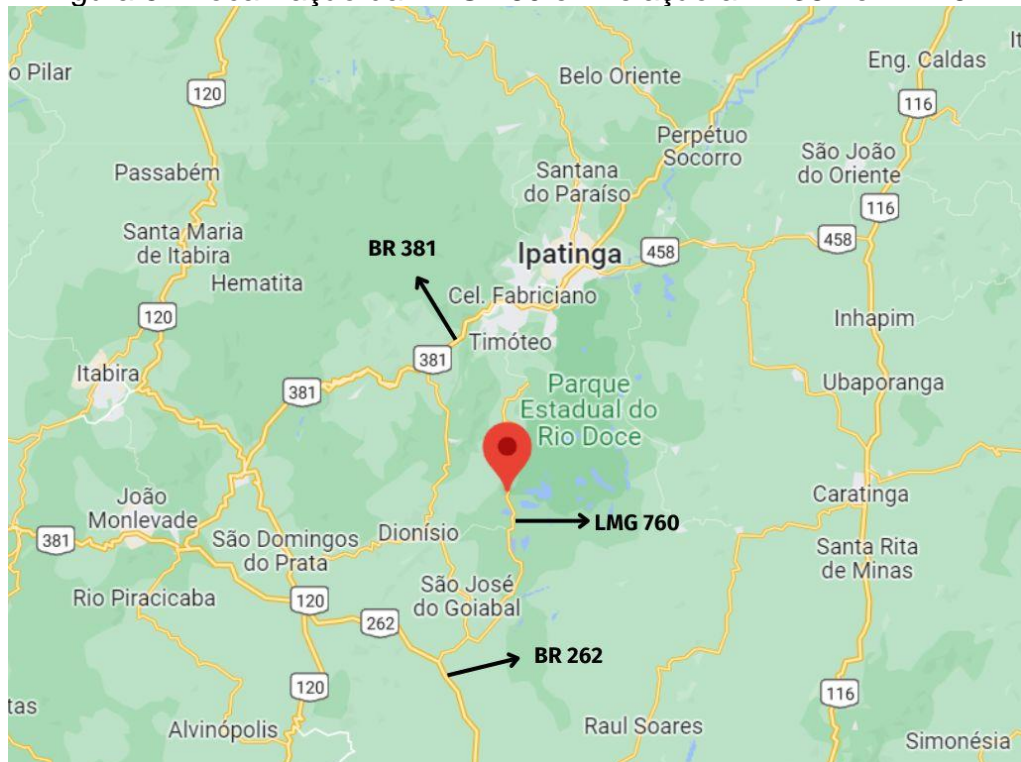 o Pilar
120
Belo Oriente
Eng. Caldas
It
116
Perpétuo
Socorro
São João
do Oriente
Passabém
Santana
do Paraíso
116
Santa Maria
de Itabira
BR 381
Ipatinga
458
458
Hematita
Cel. Fabriciano
120
Inhapim
381
Timóteo
Itabira
381
Parque
Estadual do
Rio Doce
Ubaporanga
João
Monlevade
Caratinga
381
São Domingos
do Prata
Dionísio
LMG 760
Santa Rita
de Minas
Rio Piracicaba
120
262
São José
do Goiabal
BR 262
120
116
tas
Alvinópolis
Raul Soares
Simonésia